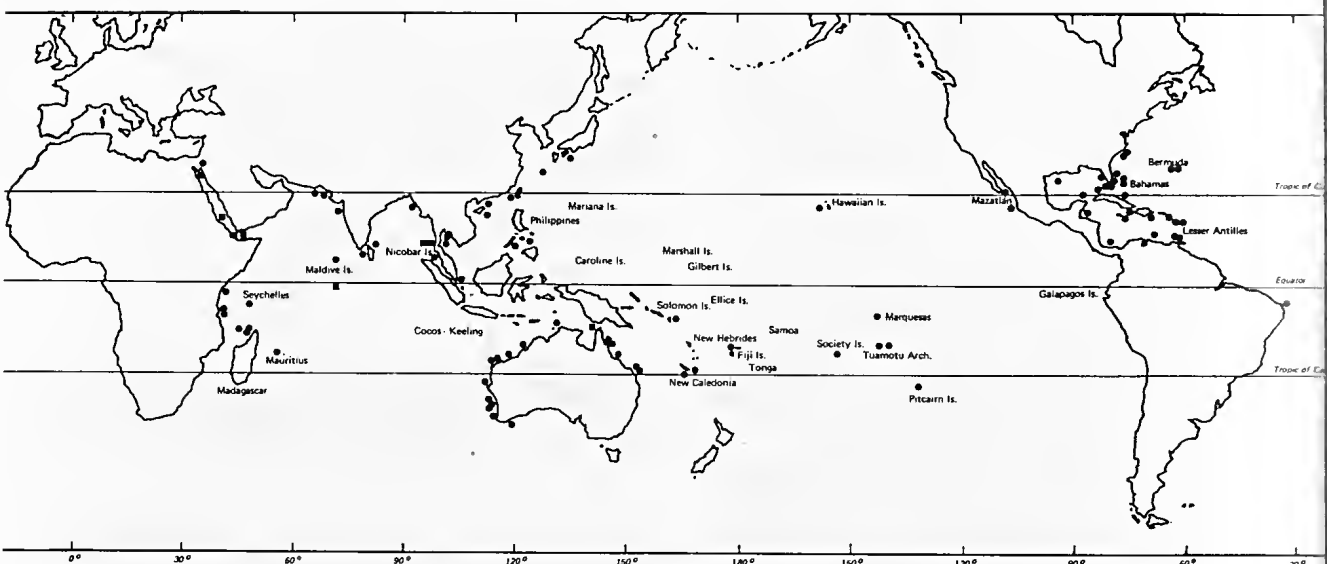 Bermuda
Tropic of C
Bahamas
Mariana Is.
Hawaiian Is.
Mazatlán
Philippines
Lesser Antilles
Nicobar Is.
Marshall Is.
Caroline Is.
Gilbert Is.
Maldive Is.
Equator
Seychelles
Ellice Is.
Galapagos Is.
Solomon Is.
Marquesas
Cocos-Keeling
Samoa
New Hebrides
Society Is.
Mauritius
Fiji Is.
Tuamotu Arch.
Tonga
Tropic of Ca
Madagascar
New Caledonia
Pitcairn Is.
0° 30° 60° 90° 120° 150° 180° 150° 120° 90° 60° 30°